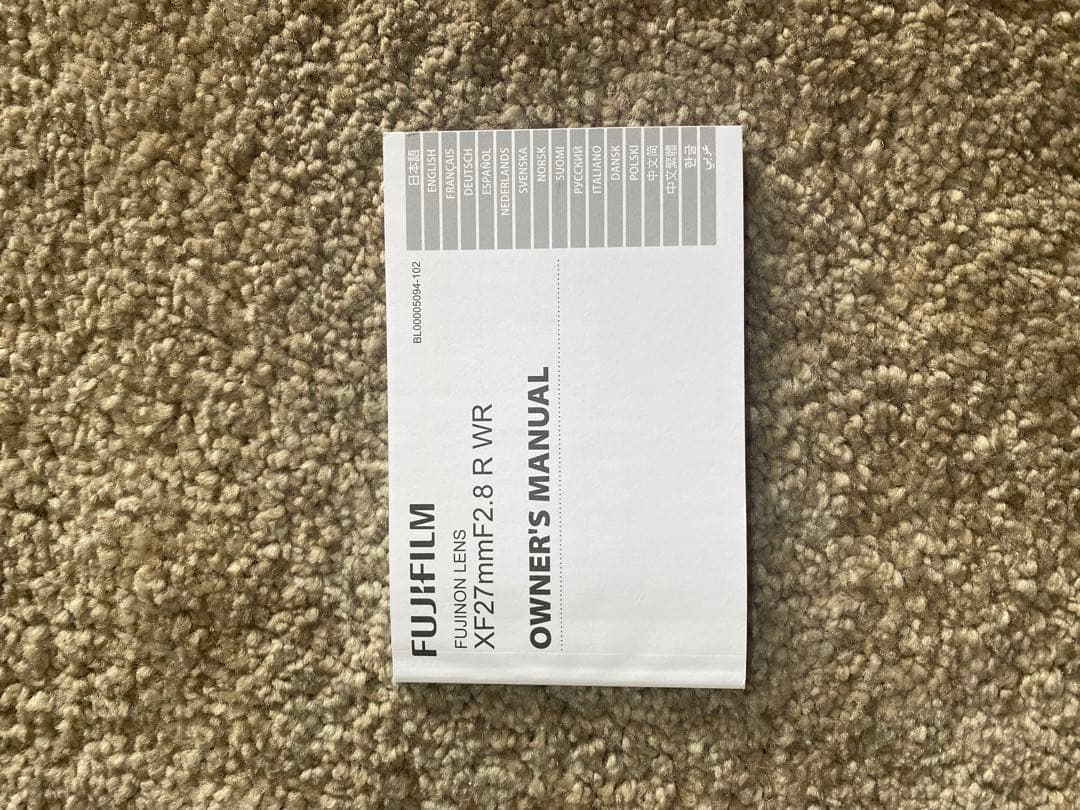 FUJIFILM
FUJINON LENS
XF27mmF2.8 R WR
OWNER'S MANUAL
BL00005094-102
日本語
ENGLISH
FRANÇAIS
DEUTSCH
ESPAÑOL
NEDERLANDS
SVENSKA
NORSK
SUOMI
РУССКИЙ
ITALIANO
DANSK
POLSKI
中文简
中文繁體
한글
عربي